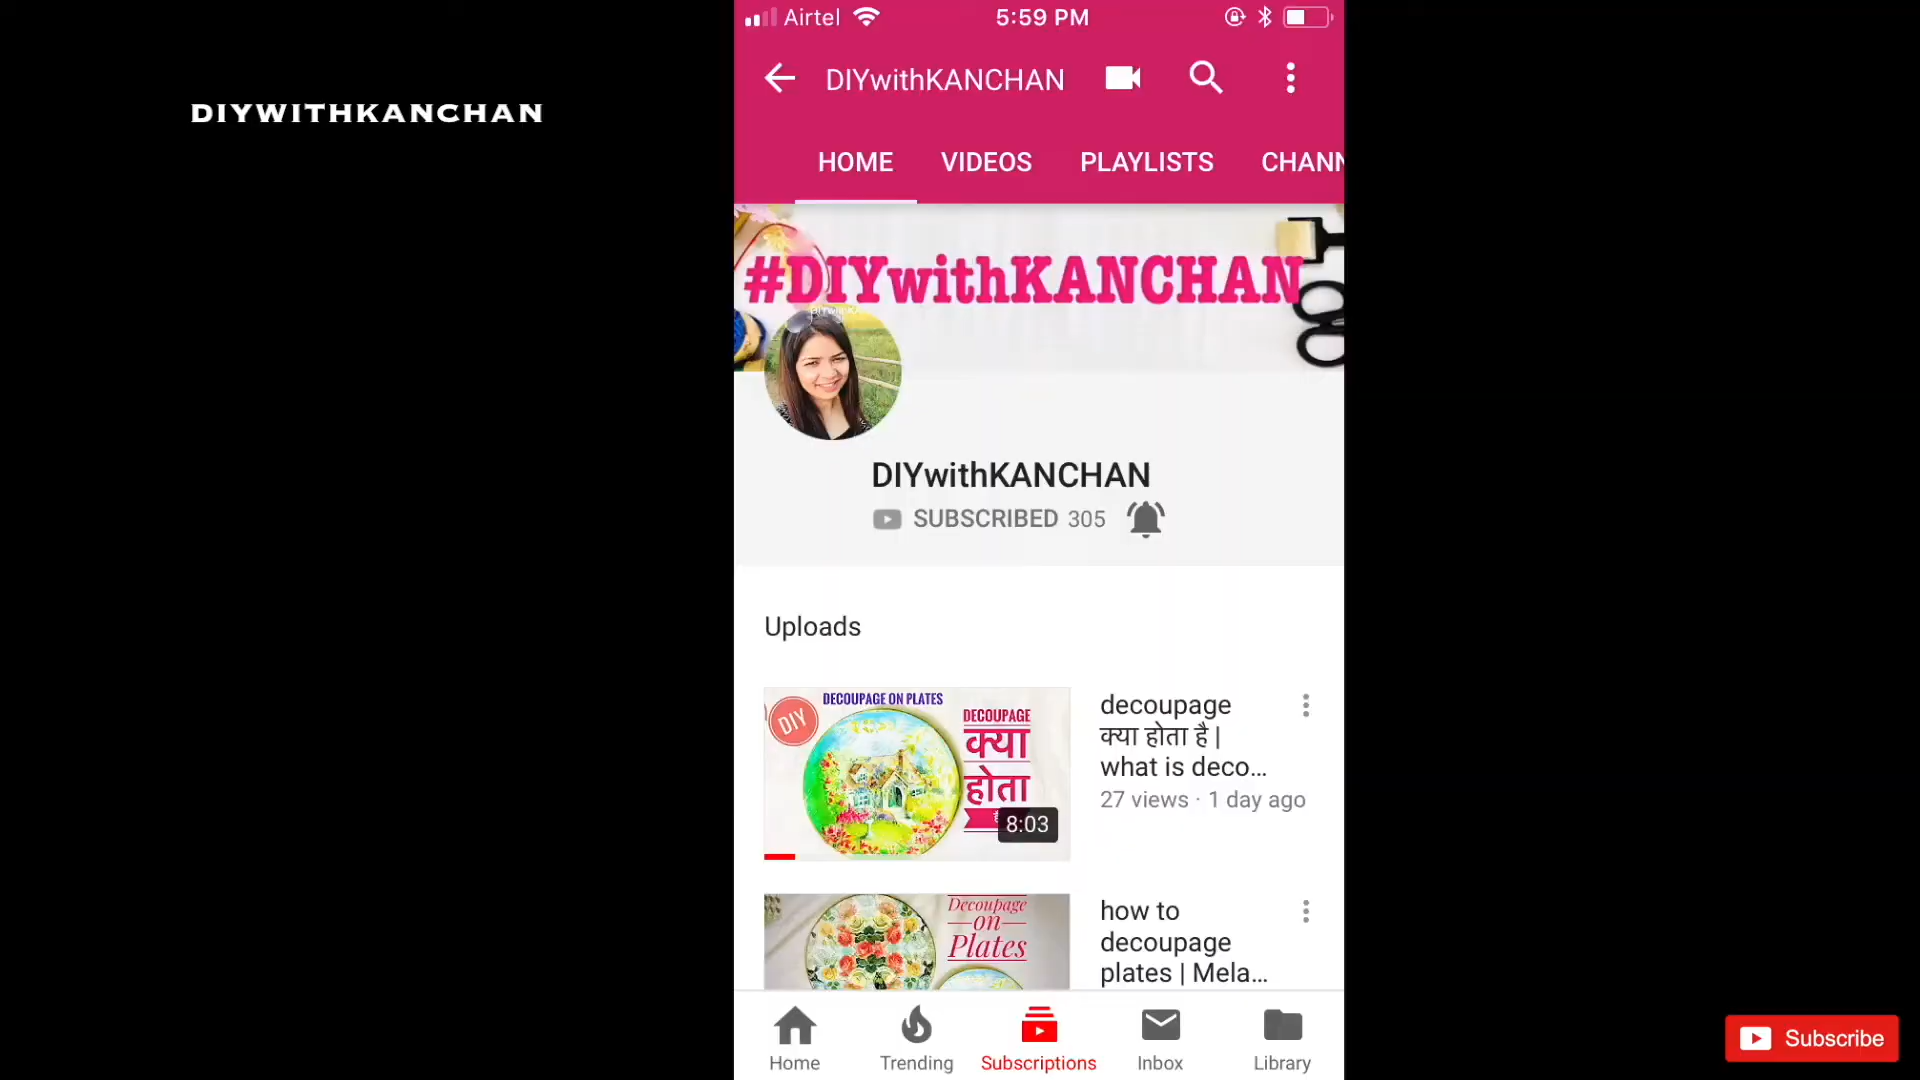 Airtel
5:59 PM
DIYwithKANCHAN
DIYWITHKANCHAN
HOME
VIDEOS
PLAYLISTS
CHANN
#DIYwithKANCHAN
DIYwithKANCHAN
SUBSCRIBED 305
Uploads
DECOUPAGE ON PLATES
DIY
DECOUPAGE
क्या
होता
8:03
decoupage
क्या होता है |
what is deco...
27 views · 1 day ago
Decoupage
on
Plates
how to
decoupage
plates | Mela...
Home
Trending
Subscriptions
Inbox
Library
Subscribe